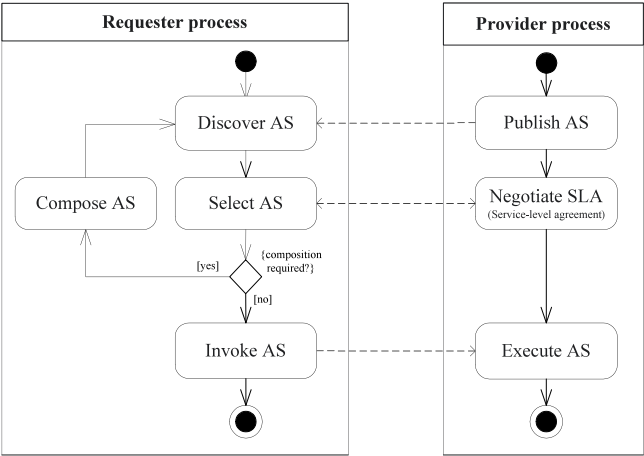 Requester process
Provider process
Discover AS
Publish AS
Compose AS
Select AS
Negotiate SLA
(Service-level agreement)
[yes]
{composition
required?}
[no]
Invoke AS
Execute AS